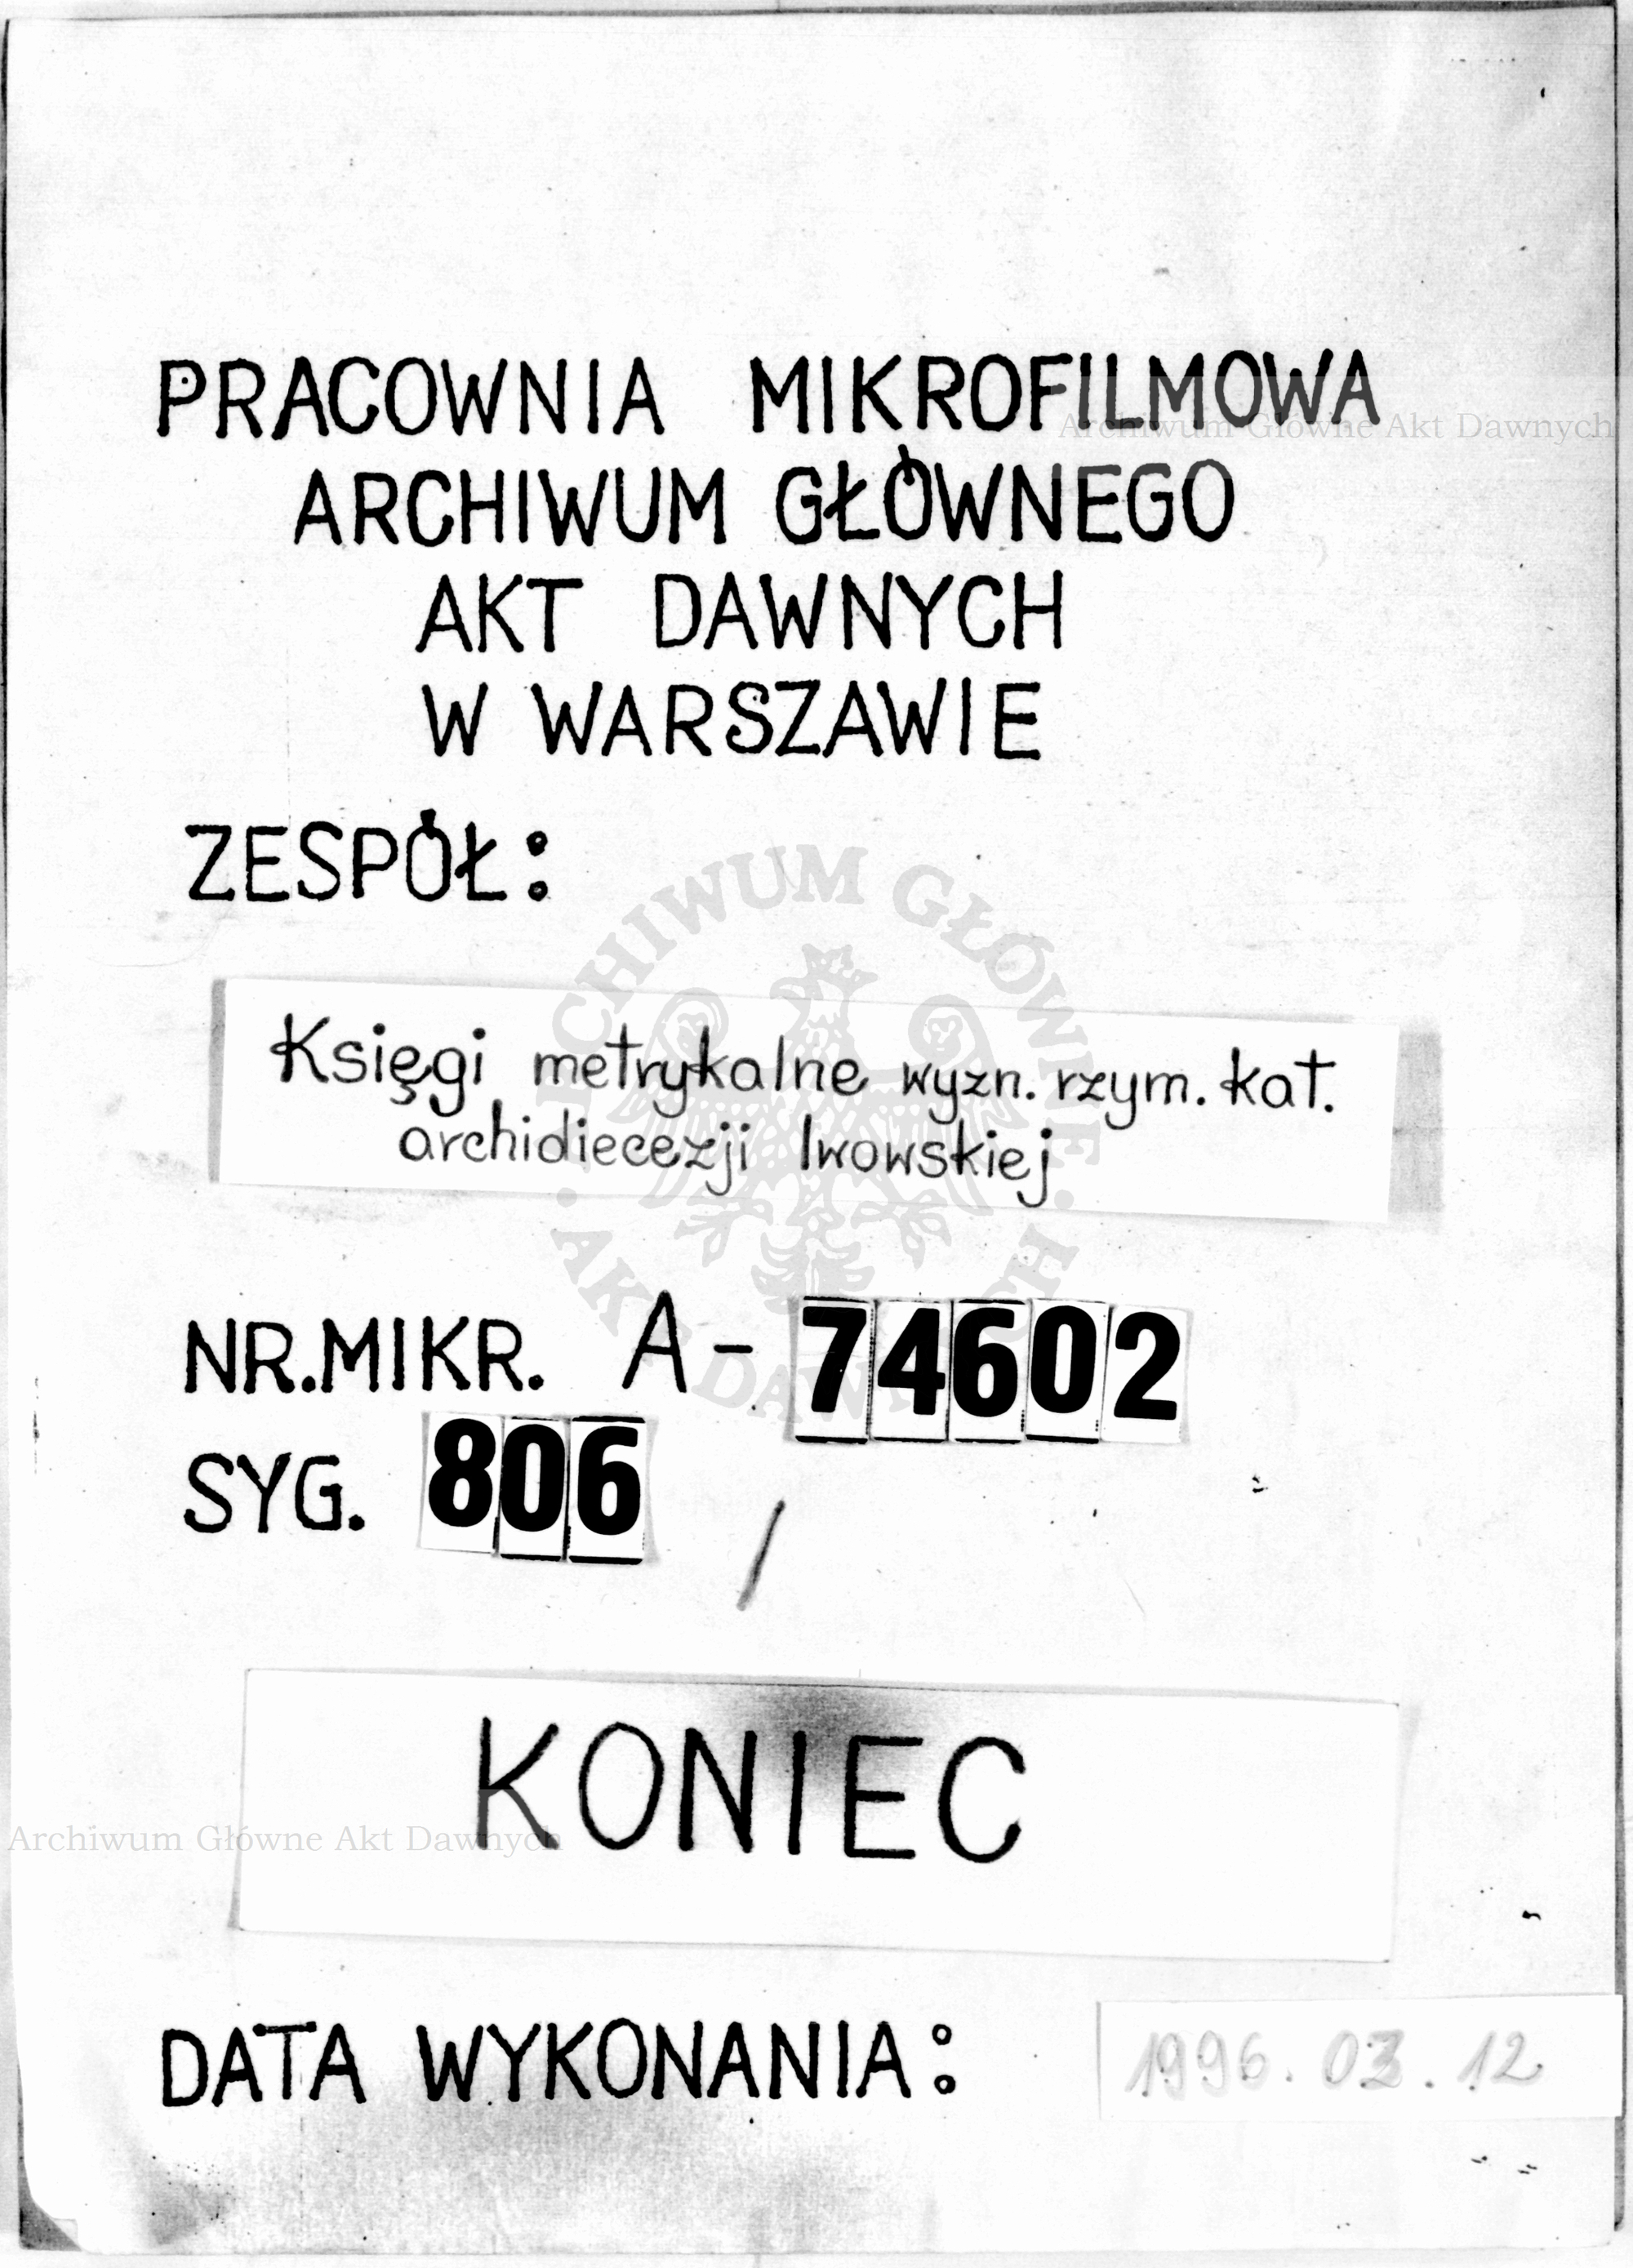 PRACOWNIA MIKROFILMOWA
Archiwum Główne Akt Dawnych
ARCHIWUM GŁÓWNEGO
AKT DAWNYCH
W WARSZAWIE
ZESPÓŁ:
Księgi metrykalne wyzn. rzym. kat.
archidiecezji lwowskiej
NR.MIKR. A-74602
SYG. 806 /
KONIEC
Archiwum Główne Akt Dawnych
DATA WYKONANIA: 1996.03.12